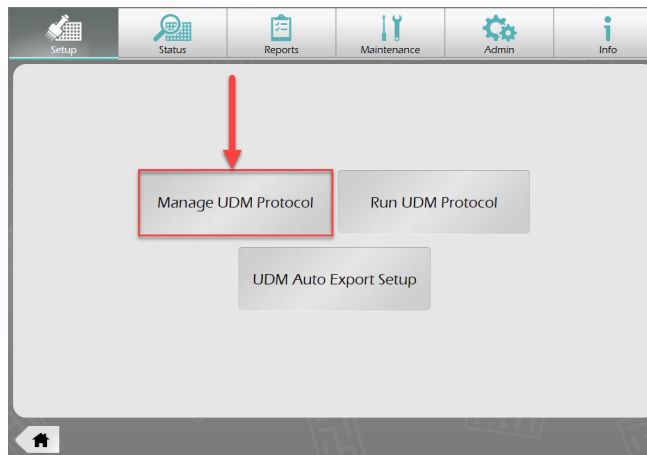 Setup
Status
Reports
Maintenance
Admin
Info
Manage UDM Protocol
Run UDM Protocol
UDM Auto Export Setup